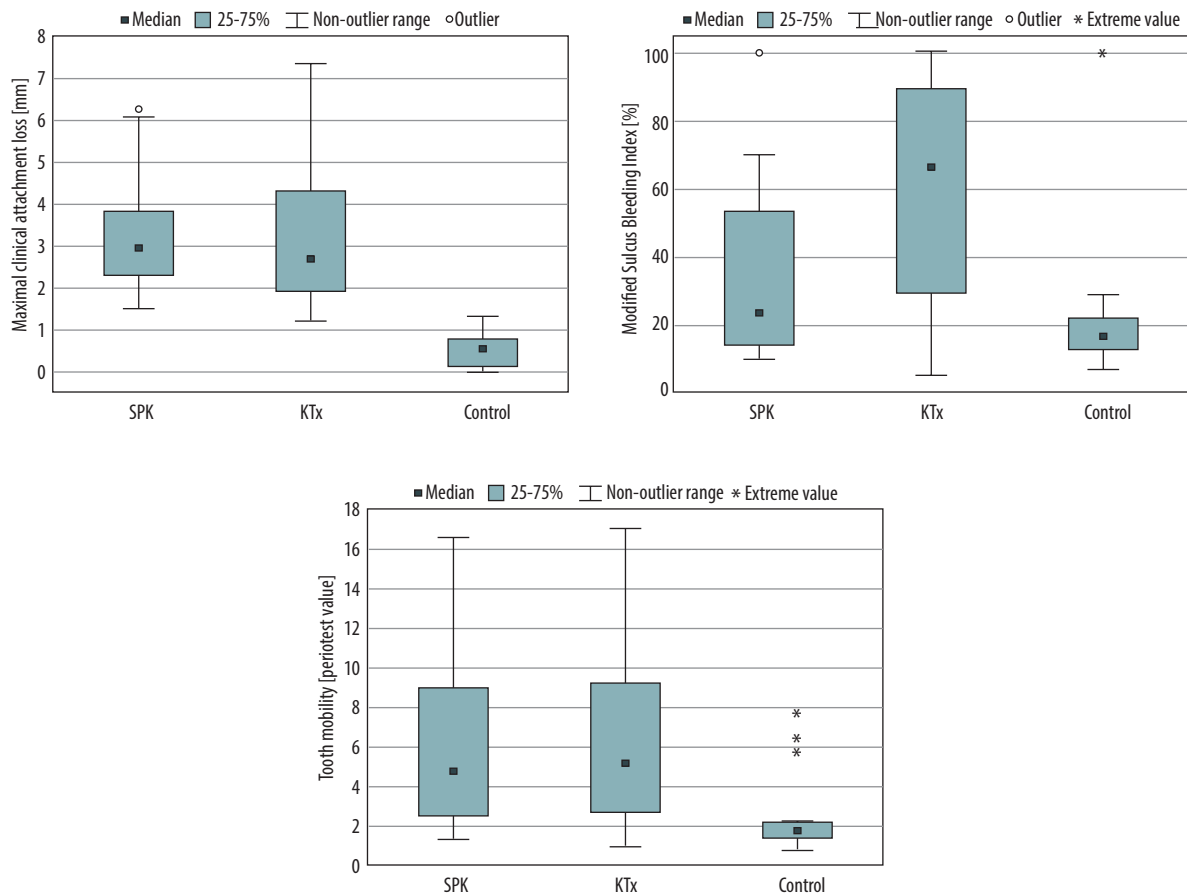 Median 25-75% Non-outlier range Outlier
Maximal clinical attachment loss [mm]
8
7
6
5
4
3
2
1
0
SPK KTx Control
Median 25-75% Non-outlier range Outlier * Extreme value
Modified Sulcus Bleeding Index [%]
100
80
60
40
20
0
SPK KTx Control
Median 25-75% Non-outlier range * Extreme value
Tooth mobility [periotest value]
18
16
14
12
10
8
6
4
2
0
SPK KTx Control